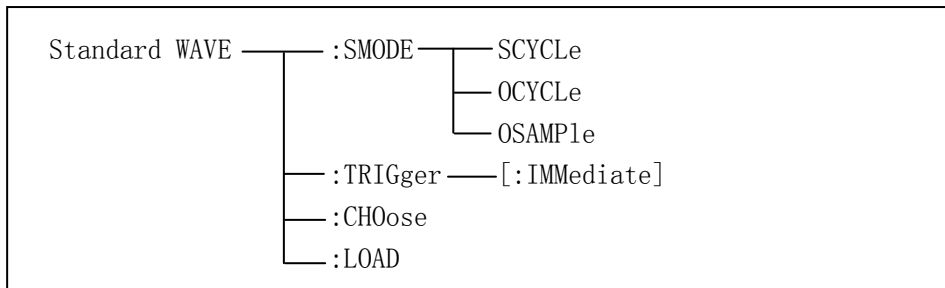 Standard WAVE :SMODE SCYCLe
OCYCLe
OSAMPle
:TRIGger [:IMMediate]
:CHOose
:LOAD